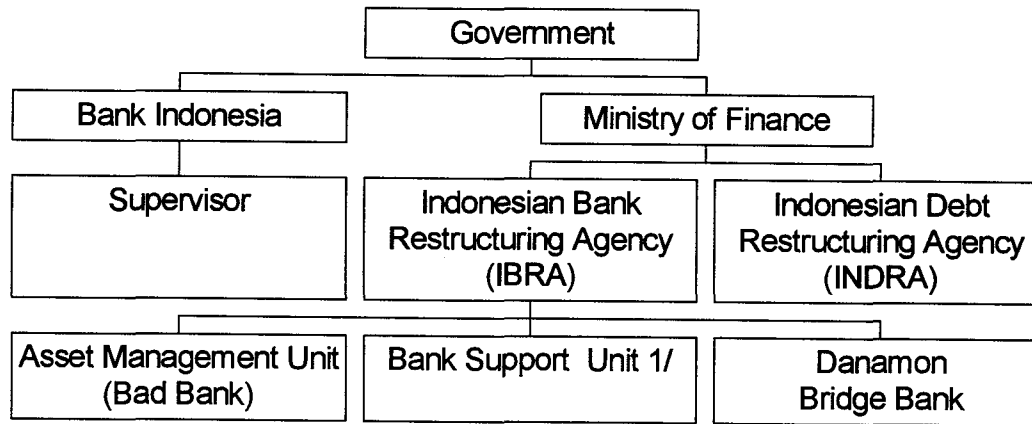 Government
Bank Indonesia
Ministry of Finance
Supervisor
Indonesian Bank
Restructuring Agency
(IBRA)
Indonesian Debt
Restructuring Agency
(INDRA)
Asset Management Unit
(Bad Bank)
Bank Support Unit 1/
Danamon
Bridge Bank